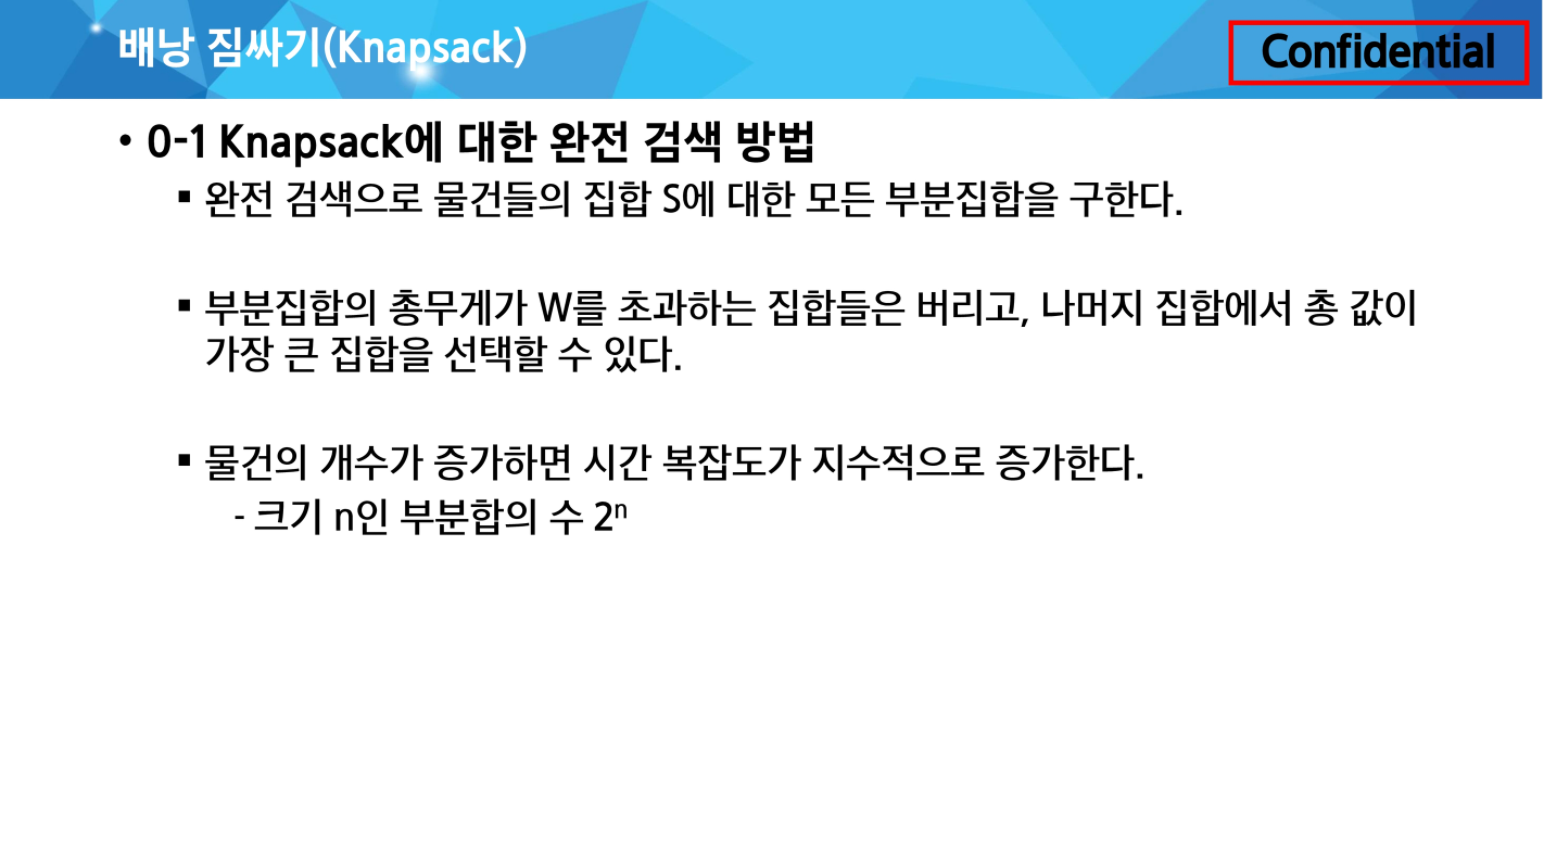 배낭 짐싸기(Knapsack)
Confidential
• 0-1 Knapsack에 대한 완전 검색 방법
▪ 완전 검색으로 물건들의 집합 S에 대한 모든 부분집합을 구한다.
▪ 부분집합의 총무게가 W를 초과하는 집합들은 버리고, 나머지 집합에서 총 값이
가장 큰 집합을 선택할 수 있다.
▪ 물건의 개수가 증가하면 시간 복잡도가 지수적으로 증가한다.
- 크기 n인 부분합의 수 2ⁿ